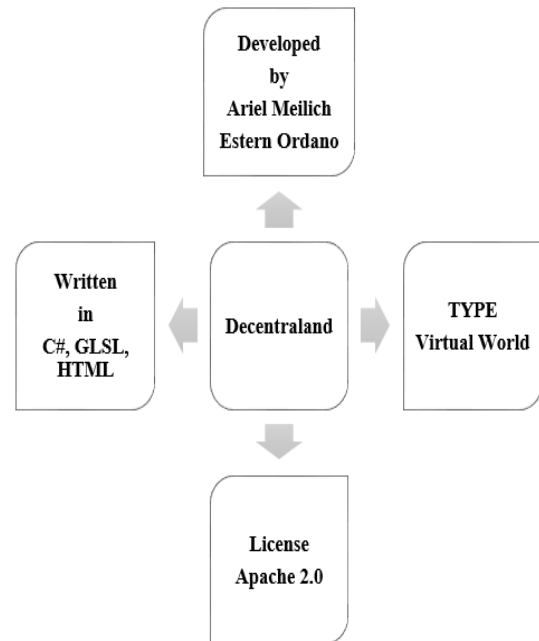 Developed
by
Ariel Meilich
Estern Ordano
Written
in
C#, GLSL,
HTML
Decentraland
TYPE
Virtual World
License
Apache 2.0